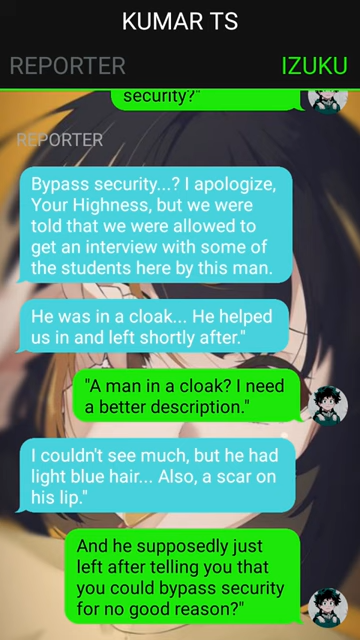 KUMAR TS
REPORTER IZUKU
security?"
REPORTER
Bypass security...? I apologize,
Your Highness, but we were
told that we were allowed to
get an interview with some of
the students here by this man.
He was in a cloak... He helped
us in and left shortly after."
"A man in a cloak? I need
a better description."
I couldn't see much, but he had
light blue hair... Also, a scar on
his lip."
And he supposedly just
left after telling you that
you could bypass security
for no good reason?"